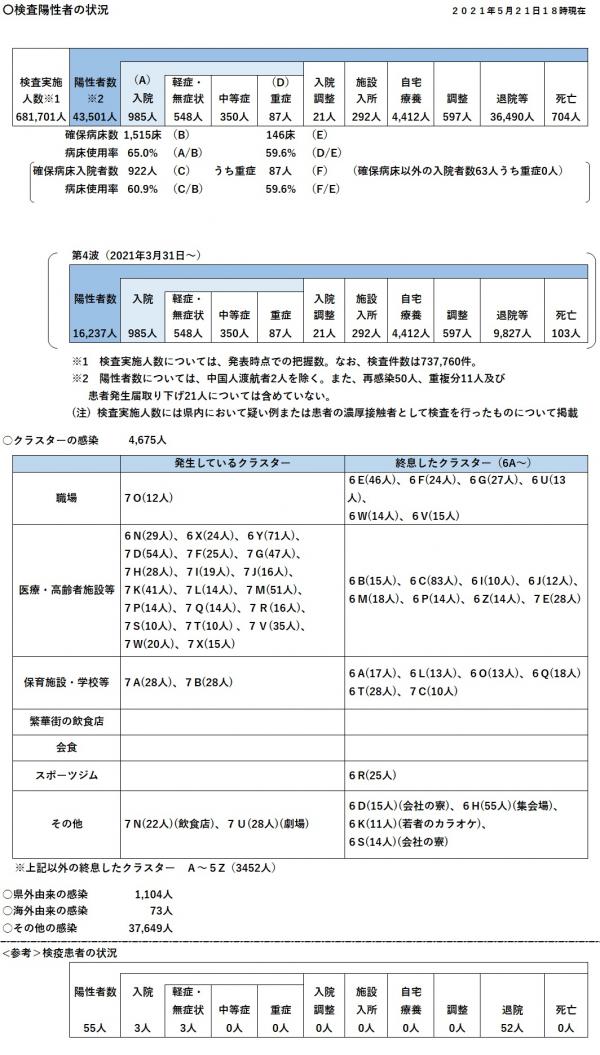 〇検査陽性者の状況
２０２１年５月２１日１８時現在
検査実施人数※1 陽性者数※2 （A）入院 軽症・無症状 中等症 （D）重症 入院調整 施設入所 自宅療養 調整 退院等 死亡
681,701人 43,501人 985人 548人 350人 87人 21人 292人 4,412人 597人 36,490人 704人
確保病床数 1,515床 （B） 146床 （E）
病床使用率 65.0% （A/B） 59.6% （D/E）
確保病床入院者数 922人 （C） うち重症 87人 （F） （確保病床以外の入院者数63人うち重症0人）
病床使用率 60.9% （C/B） 59.6% （F/E）
第4波（2021年3月31日～）
陽性者数 入院 軽症・無症状 中等症 重症 入院調整 施設入所 自宅療養 調整 退院等 死亡
16,237人 985人 548人 350人 87人 21人 292人 4,412人 597人 9,827人 103人
※1　検査実施人数については、発表時点での把握数。なお、検査件数は737,760件。
※2　陽性者数については、中国人渡航者2人を除く。また、再感染50人、重複分11人及び
患者発生届取り下げ21人については含めていない。
（注）検査実施人数には県内において疑い例または患者の濃厚接触者として検査を行ったものについて掲載
〇クラスターの感染 4,675人
発生しているクラスター 終息したクラスター（6A～）
職場 ７O(12人) ６E(46人)、６F(24人)、６G(27人)、６U(13
人)、
６W(14人)、６V(15人)
医療・高齢者施設等
６N(29人)、６X(24人)、６Y(71人)、
７D(54人)、７F(25人)、７G(47人)、
７H(28人)、７I(19人)、７J(16人)、
７K(41人)、７L(14人)、７M(51人)、
７P(14人)、７Q(14人)、７R(16人)、
７S(10人)、７T(10人) 、７V(35人)、
７W(20人)、７X(15人)
６B(15人)、６C(83人)、６I(10人)、６J(12人)、
６M(18人)、６P(14人)、６Z(14人)、７E(28人)
保育施設・学校等 ７A(28人)、７B(28人)
６A(17人)、６L(13人)、６O(13人)、６Q(18人)
６T(28人)、７C(10人)
繁華街の飲食店
会食
スポーツジム ６R(25人)
その他 ７N(22人)(飲食店)、７U(28人)(劇場)
６D(15人)(会社の寮)、６H(55人)(集会場)、
６K(11人)(若者のカラオケ)、
６S(14人)(会社の寮)
※上記以外の終息したクラスター　Ａ～５Ｚ（3452人）
〇県外由来の感染 1,104人
〇海外由来の感染 73人
〇その他の感染 37,649人
<参考>検疫患者の状況
陽性者数 入院 軽症・無症状 中等症 重症 入院調整 施設入所 自宅療養 調整 退院 死亡
55人 3人 3人 0人 0人 0人 0人 0人 0人 52人 0人